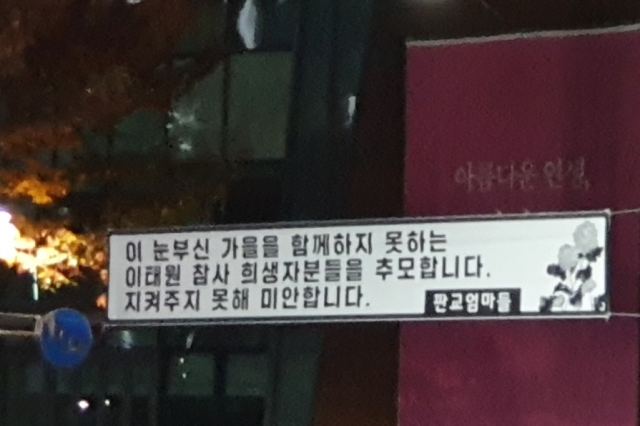 아름다운 인생,
이 눈부신 가을을 함께하지 못하는
이태원 참사 희생자분들을 추모합니다.
지켜주지 못해 미안합니다.
판교엄마들